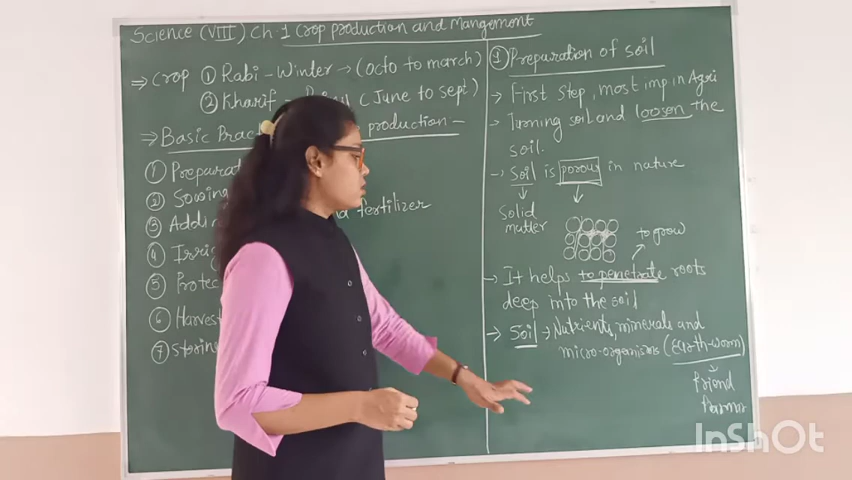 Science (VIII) Ch-1 Crop production and Mangement
⇒ Crop ① Rabi - Winter → (octo to march)
② Kharif - (June to sept)
⇒ Basic Prac production -
① Prepara
② Sowing
③ Addi fertilizer
④ Irri
⑤ Protec
⑥ Harvest
⑦ Storin
① Preparation of soil
→ First step, most imp in Agri
→ Turning soil and loosen the
soil.
→ Soil is porous in nature
Solid
matter
to grow
→ It helps to penetrate roots
deep into the soil
→ Soil → Nutrients, minerals and
micro-organisms (Earth-worm)
friend
InShOt